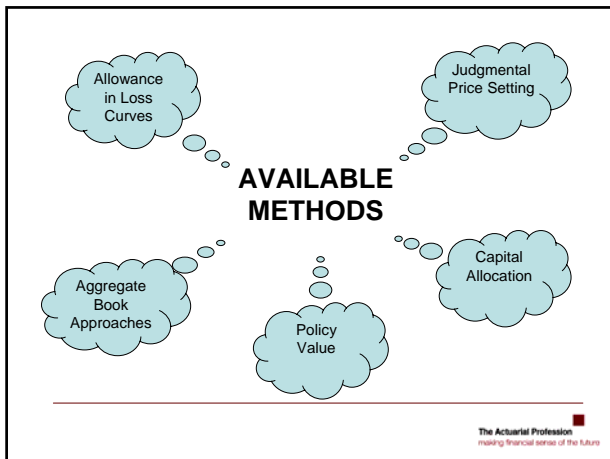 Allowance
in Loss
Curves
Judgmental
Price Setting
AVAILABLE
METHODS
Aggregate
Book
Approaches
Policy
Value
Capital
Allocation
The Actuarial Profession
making financial sense of the future